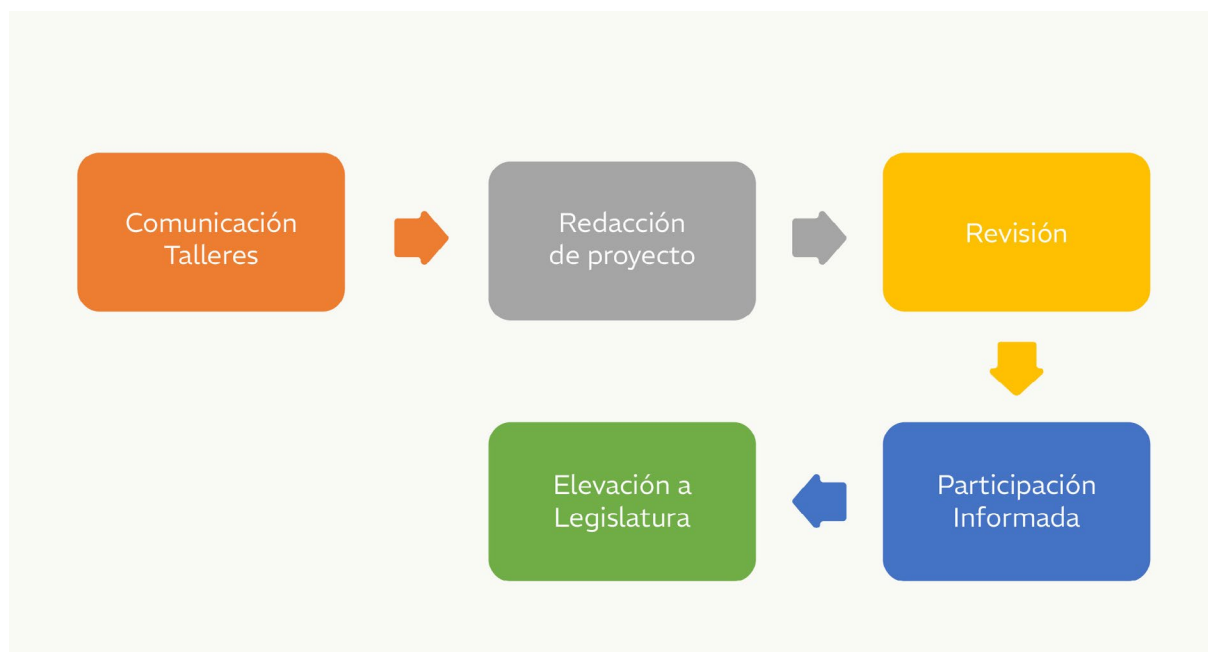 Comunicación
Talleres
Redacción
de proyecto
Revisión
Participación
Informada
Elevación a
Legislatura